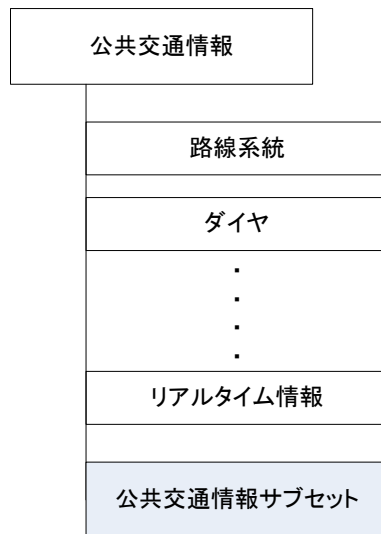 公共交通情報
路線系統
ダイヤ
・
・
・
・
リアルタイム情報
公共交通情報サブセット